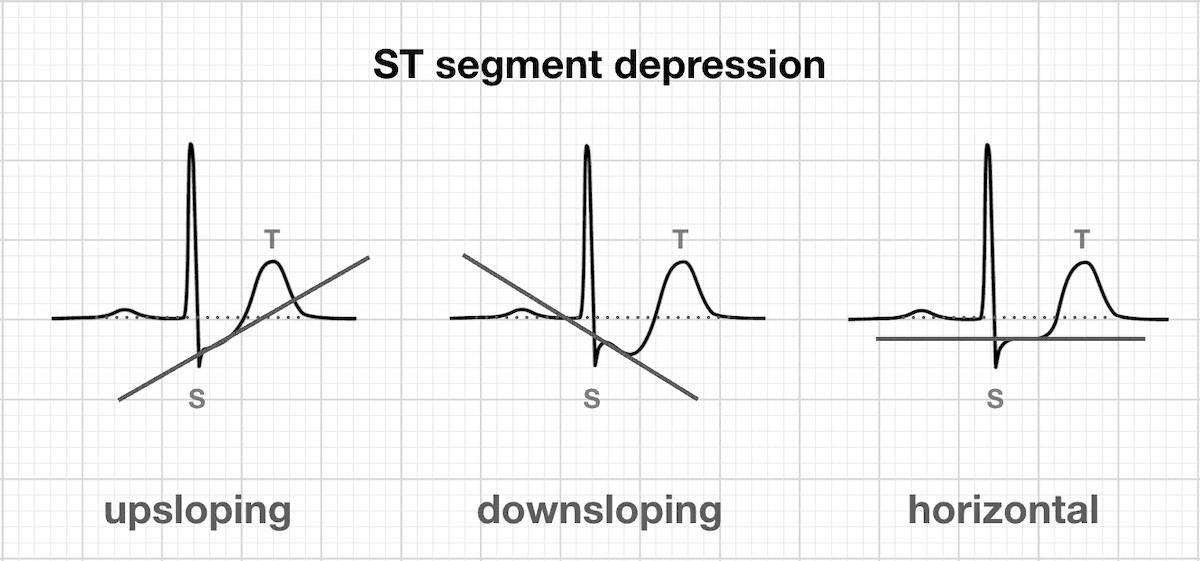 ST segment depression
T
T
T
S
S
S
upsloping
downsloping
horizontal